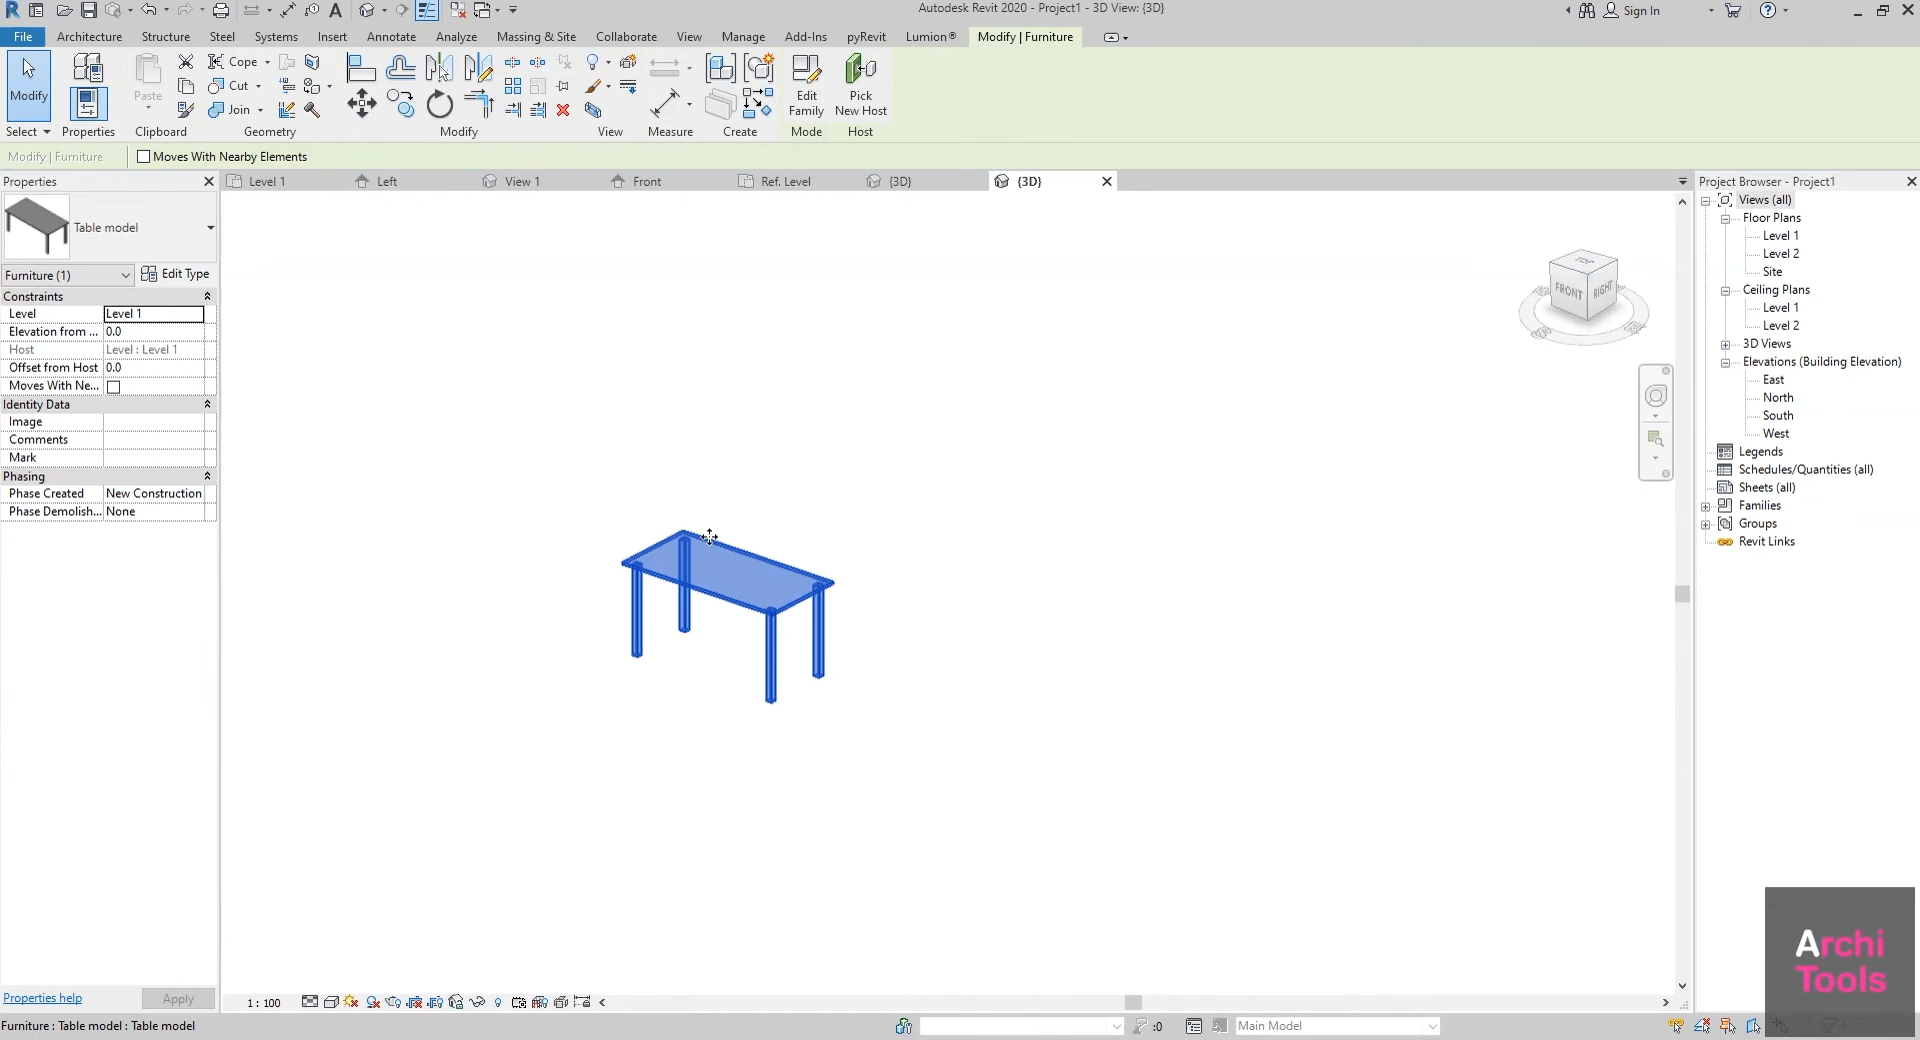 Autodesk Revit 2020 - Project1 - 3D View: {3D}
Sign In
File
Architecture
Structure
Steel
Systems
Insert
Annotate
Analyze
Massing & Site
Collaborate
View
Manage
Add-Ins
pyRevit
Lumion®
Modify | Furniture
Modify
Paste
Cope
Cut
Join
Edit
Family
Pick
New Host
Select
Properties
Clipboard
Geometry
Modify
View
Measure
Create
Mode
Host
Modify | Furniture
Moves With Nearby Elements
Properties
Level 1
Left
View 1
Front
Ref. Level
{3D}
{3D}
Project Browser - Project1
Table model
Furniture (1)
Edit Type
Constraints
Level
Level 1
Elevation from ...
0.0
Host
Level : Level 1
Offset from Host
0.0
Moves With Ne...
Identity Data
Image
Comments
Mark
Phasing
Phase Created
New Construction
Phase Demolish...
None
FRONT
RIGHT
TOP
Views (all)
Floor Plans
Level 1
Level 2
Site
Ceiling Plans
Level 1
Level 2
3D Views
Elevations (Building Elevation)
East
North
South
West
Legends
Schedules/Quantities (all)
Sheets (all)
Families
Groups
Revit Links
Archi
Tools
Properties help
Apply
1 : 100
Furniture : Table model : Table model
:0
Main Model